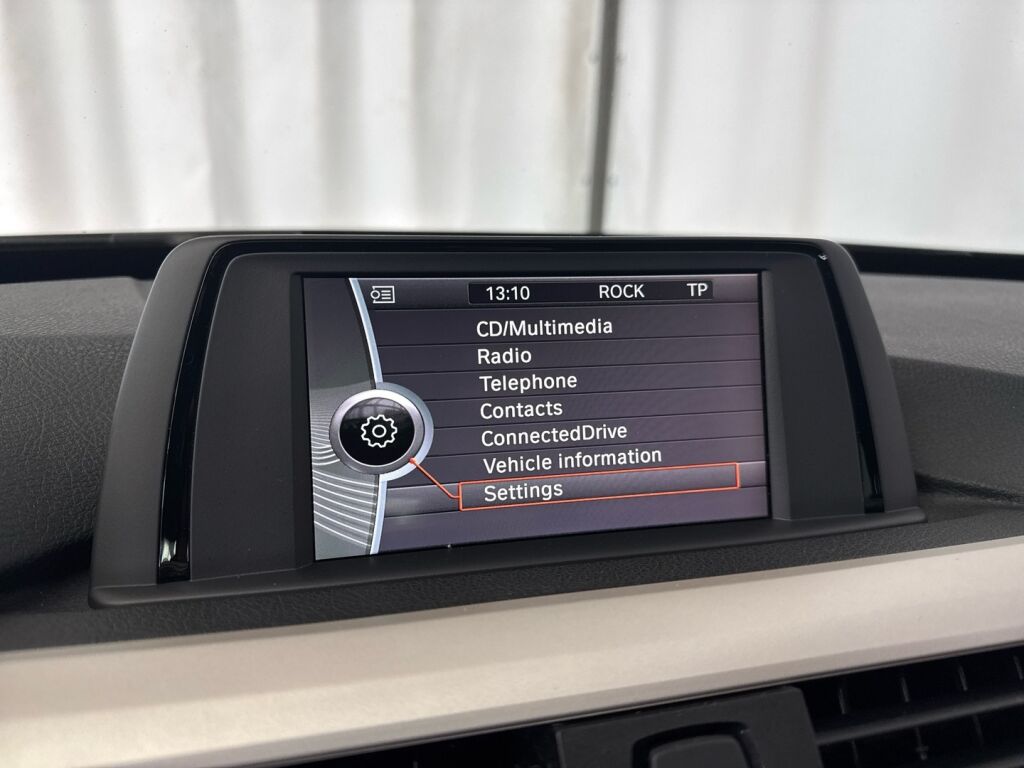 13:10 ROCK TP
CD/Multimedia
Radio
Telephone
Contacts
ConnectedDrive
Vehicle information
Settings